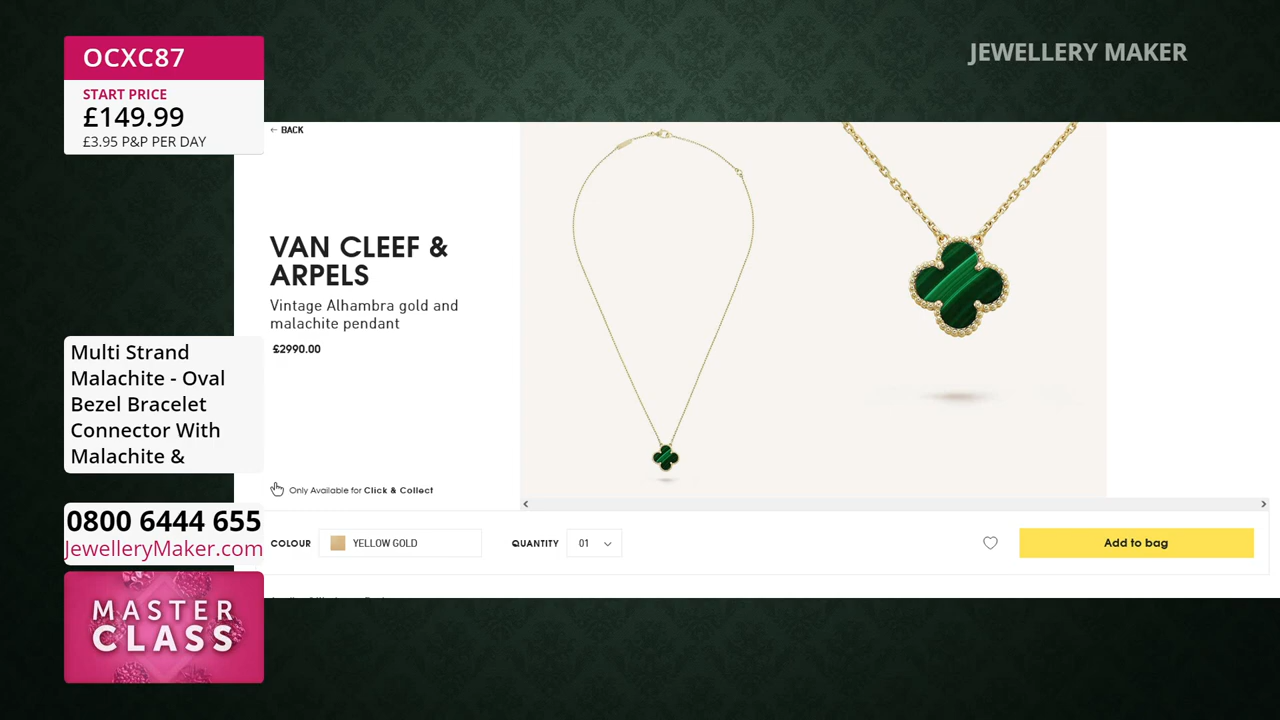 OCXC87
START PRICE
£149.99
£3.95 P&P PER DAY
JEWELLERY MAKER
← BACK
VAN CLEEF &
ARPELS
Vintage Alhambra gold and
malachite pendant
£2990.00
Only Available for Click & Collect
COLOUR YELLOW GOLD QUANTITY 01 Add to bag
Multi Strand
Malachite - Oval
Bezel Bracelet
Connector With
Malachite &
0800 6444 655
JewelleryMaker.com
MASTER
CLASS